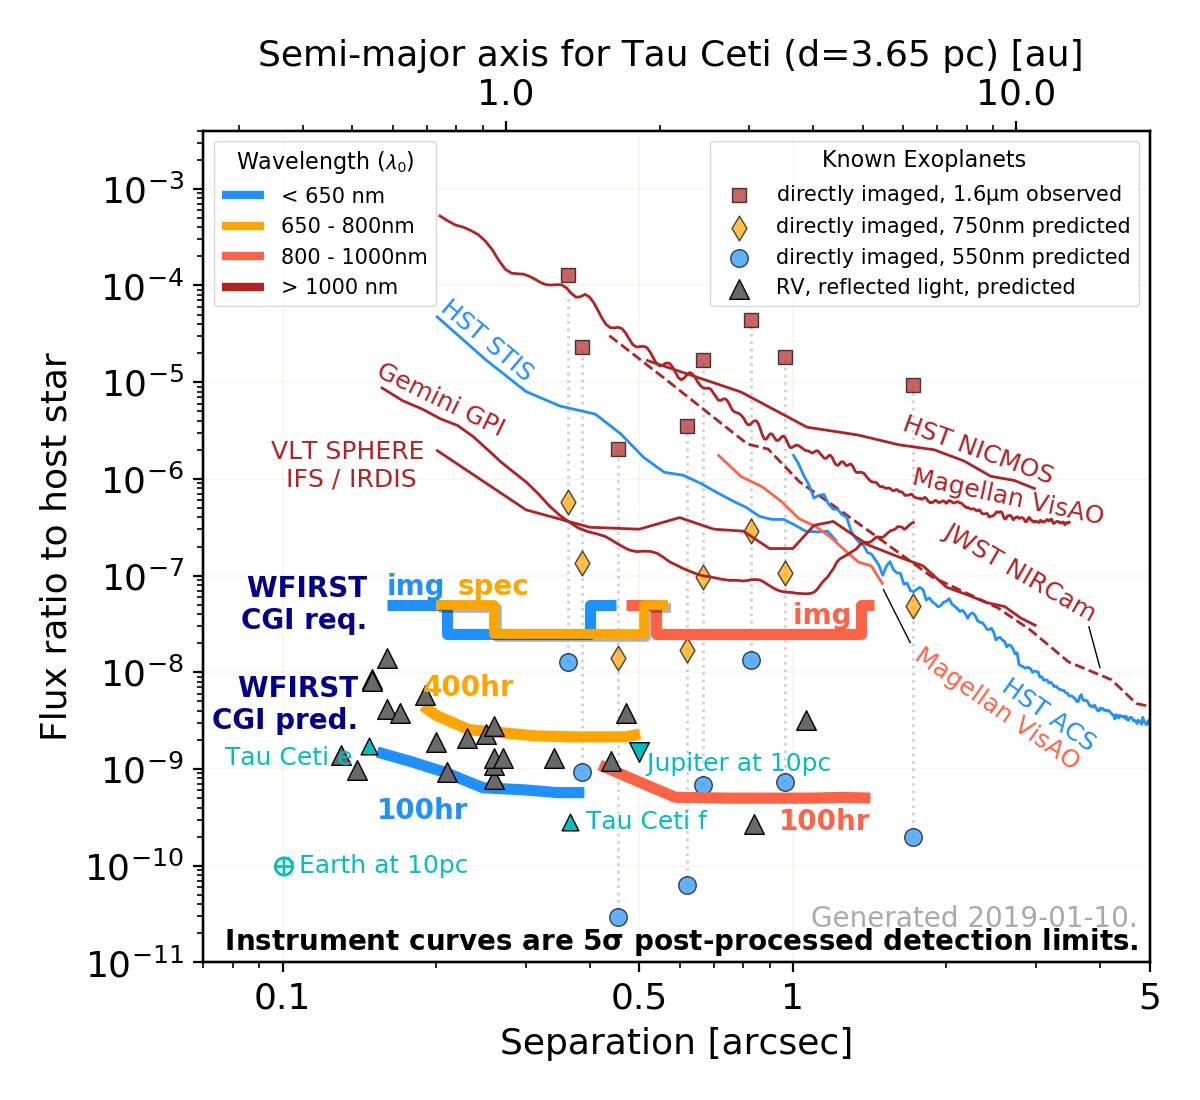 Semi-major axis for Tau Ceti (d=3.65 pc) [au]
1.0
10.0
Wavelength (λ₀)
< 650 nm
650 - 800nm
800 - 1000nm
> 1000 nm
Known Exoplanets
directly imaged, 1.6μm observed
directly imaged, 750nm predicted
directly imaged, 550nm predicted
RV, reflected light, predicted
Flux ratio to host star
10⁻³
10⁻⁴
10⁻⁵
10⁻⁶
10⁻⁷
10⁻⁸
10⁻⁹
10⁻¹⁰
10⁻¹¹
HST STIS
Gemini GPI
VLT SPHERE
IFS / IRDIS
HST NICMOS
Magellan VisAO
JWST NIRCam
Magellan VisAO
HST ACS
WFIRST
CGI req.
img
spec
img
WFIRST
CGI pred.
400hr
Tau Ceti e
Jupiter at 10pc
100hr
Tau Ceti f
100hr
Earth at 10pc
Generated 2019-01-10.
Instrument curves are 5σ post-processed detection limits.
0.1
0.5
1
5
Separation [arcsec]